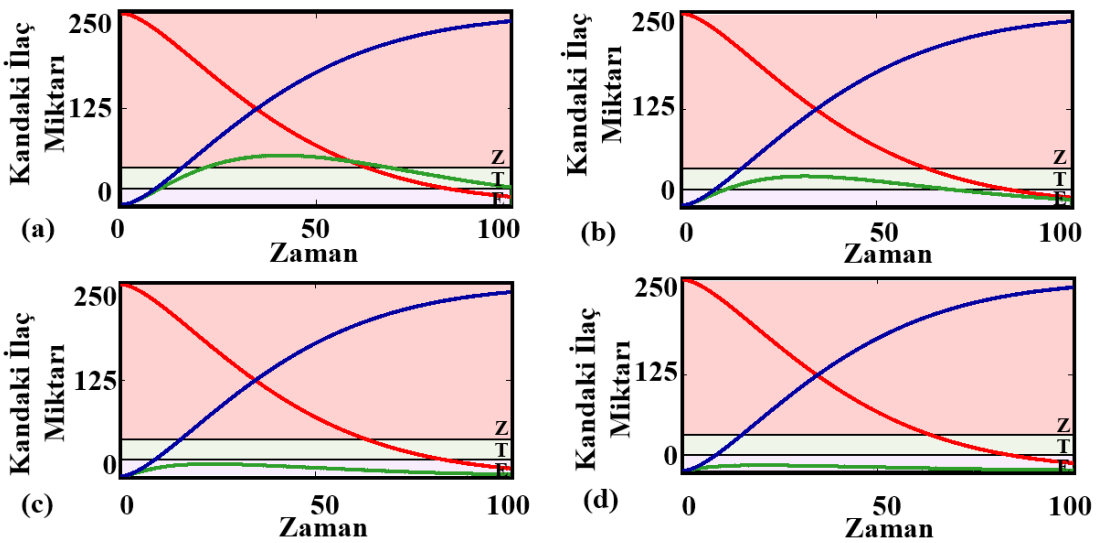 Kandaki İlaç
Miktarı
250
125
0
Z
T
E
0
50
100
Zaman
(a)
Kandaki İlaç
Miktarı
250
125
0
Z
T
E
0
50
100
Zaman
(b)
Kandaki İlaç
Miktarı
250
125
0
Z
T
E
0
50
100
Zaman
(c)
Kandaki İlaç
Miktarı
250
125
0
Z
T
E
0
50
100
Zaman
(d)